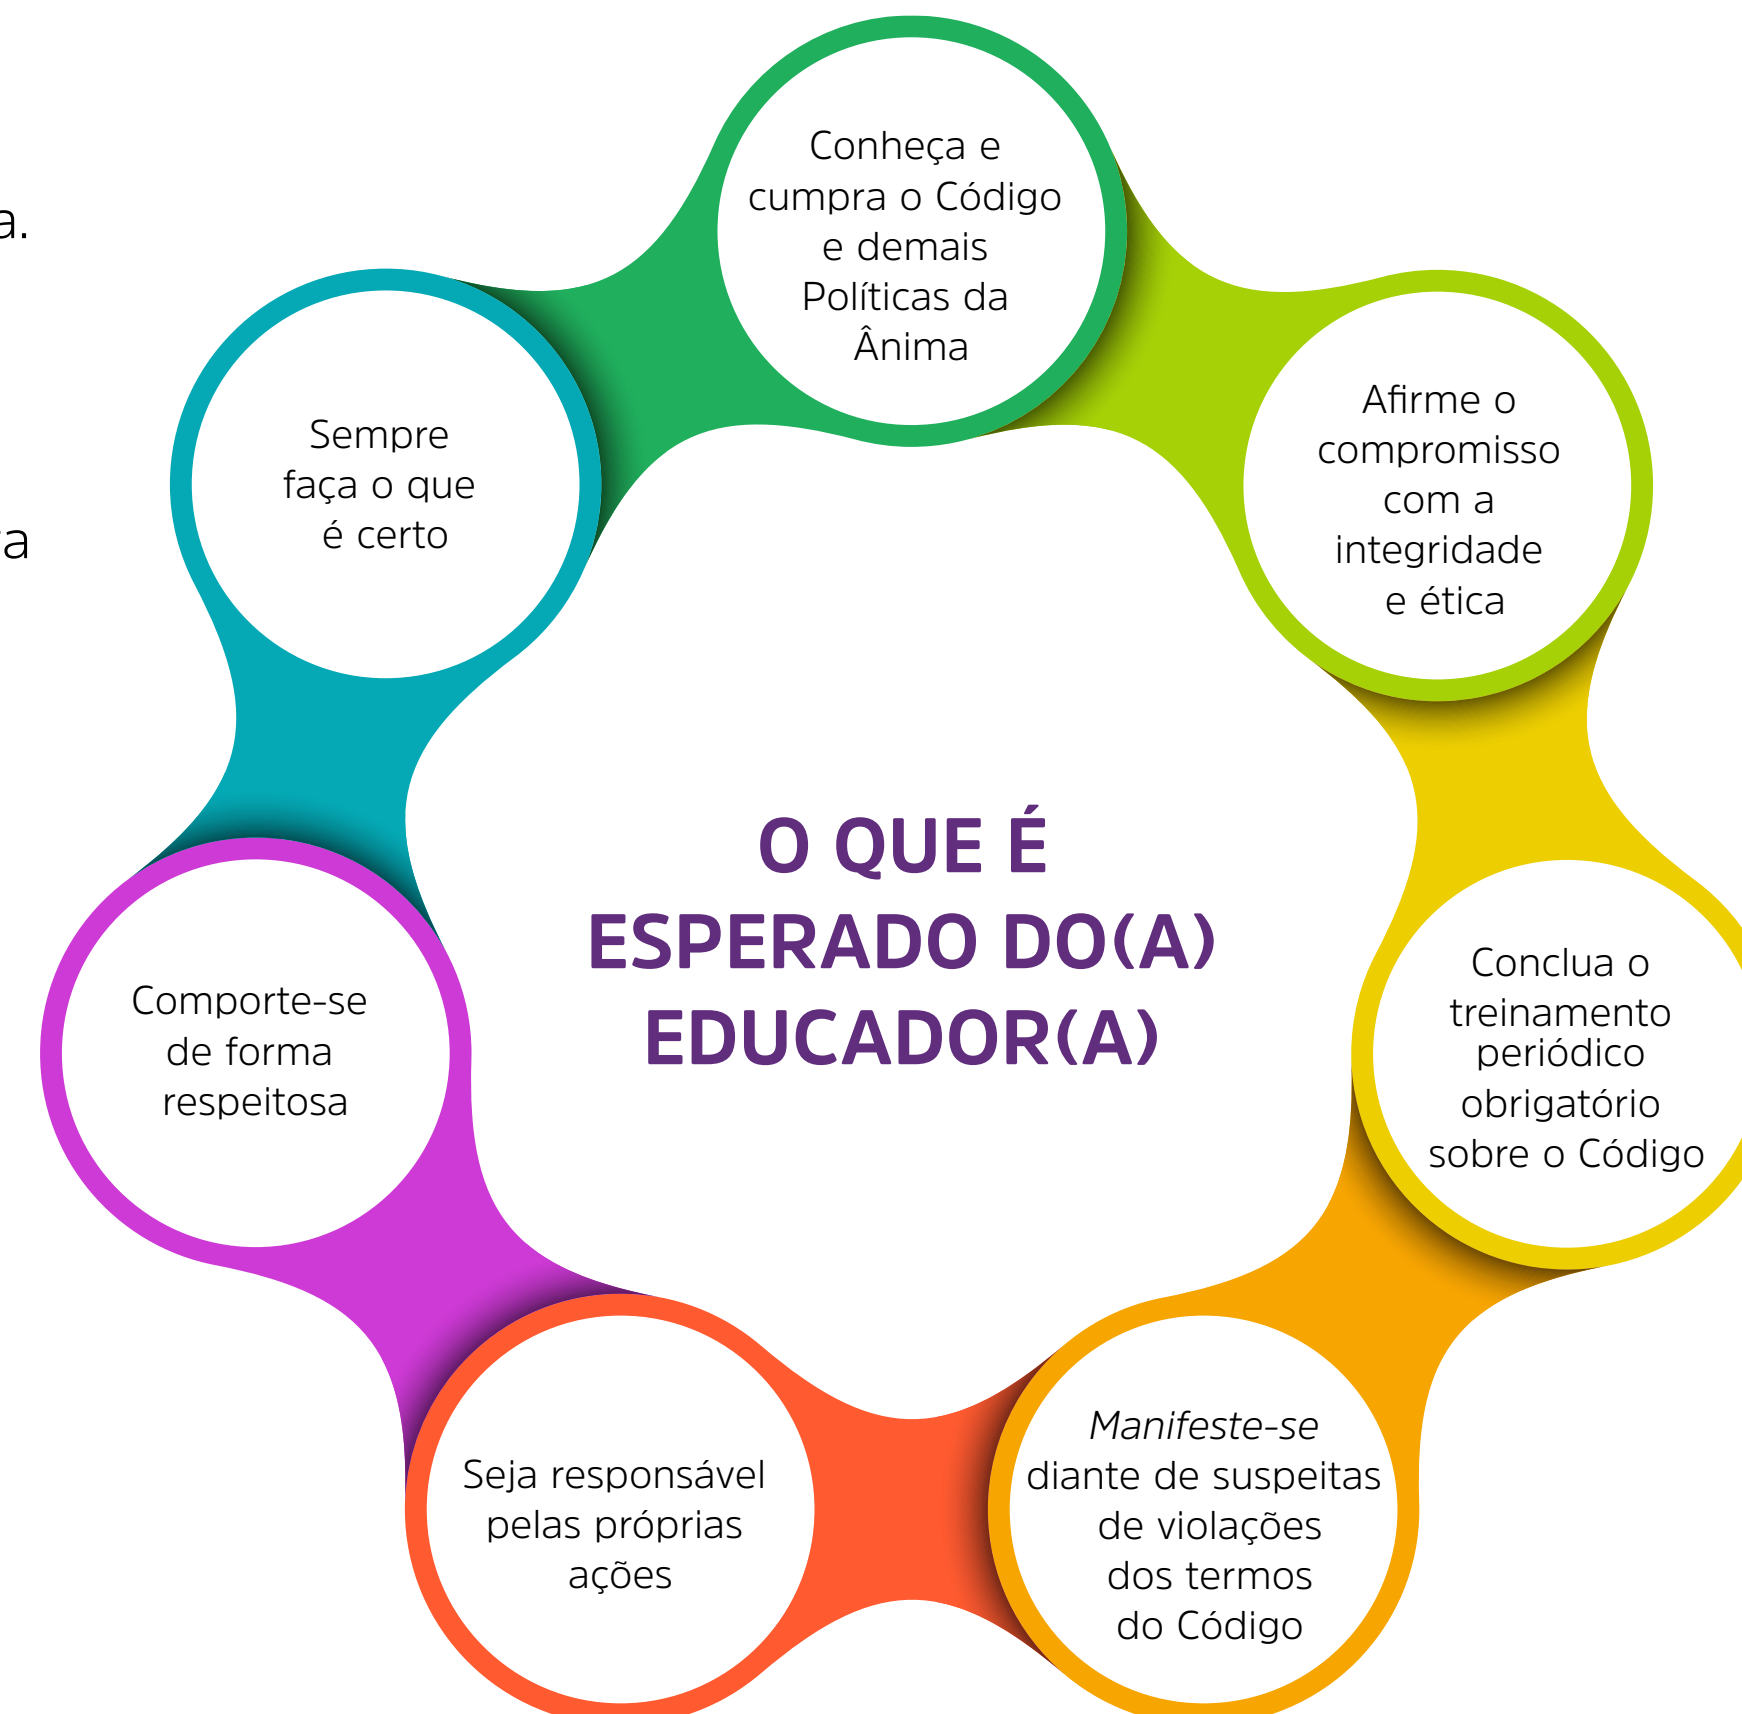 a.
a
Conheça e
cumpra o Código
e demais
Políticas da
Ânima
Afirme o
compromisso
com a
integridade
e ética
Conclua o
treinamento
periódico
obrigatório
sobre o Código
Manifeste-se
diante de suspeitas
de violações
dos termos
do Código
Seja responsável
pelas próprias
ações
Comporte-se
de forma
respeitosa
Sempre
faça o que
é certo
O QUE É
ESPERADO DO(A)
EDUCADOR(A)